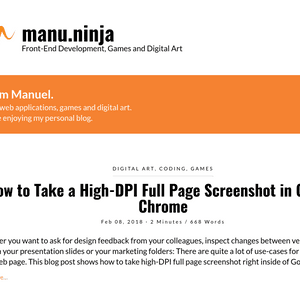 manu.ninja
Front-End Development, Games and Digital Art
m Manuel.
web applications, games and digital art.
enjoying my personal blog.
DIGITAL ART, CODING, GAMES
ow to Take a High-DPI Full Page Screenshot in
Chrome
Feb 08, 2018 - 2 Minutes / 668 Words
er you want to ask for design feedback from your colleagues, inspect changes between
your presentation slides or your marketing folders: There are quite a lot of use-cases for
eb page. This blog post shows how to take high-DPI full page screenshot right inside of Go